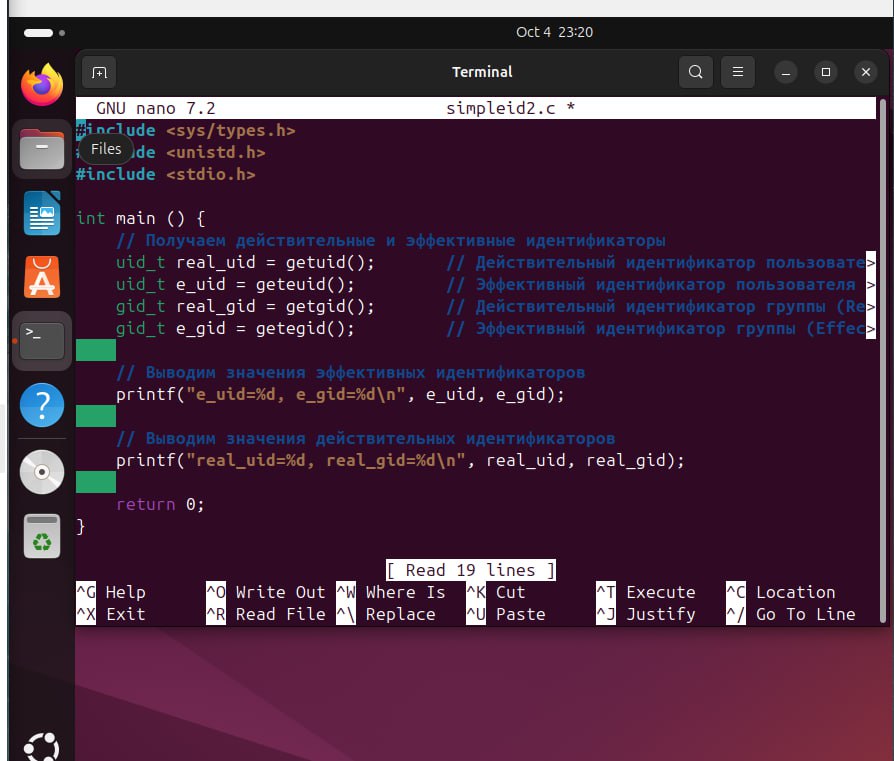 Oct 4 23:20
Terminal
GNU nano 7.2 simpleid2.c *
#include <sys/types.h>
Files
#include <unistd.h>
#include <stdio.h>
int main () {
// Получаем действительные и эффективные идентификаторы
uid_t real_uid = getuid(); // Действительный идентификатор пользовате>
uid_t e_uid = geteuid(); // Эффективный идентификатор пользователя >
gid_t real_gid = getgid(); // Действительный идентификатор группы (Re>
gid_t e_gid = getegid(); // Эффективный идентификатор группы (Effec>
// Выводим значения эффективных идентификаторов
printf("e_uid=%d, e_gid=%d\n", e_uid, e_gid);
// Выводим значения действительных идентификаторов
printf("real_uid=%d, real_gid=%d\n", real_uid, real_gid);
return 0;
}
[ Read 19 lines ]
^G Help ^O Write Out ^W Where Is ^K Cut ^T Execute ^C Location
^X Exit ^R Read File ^\ Replace ^U Paste ^J Justify ^/ Go To Line